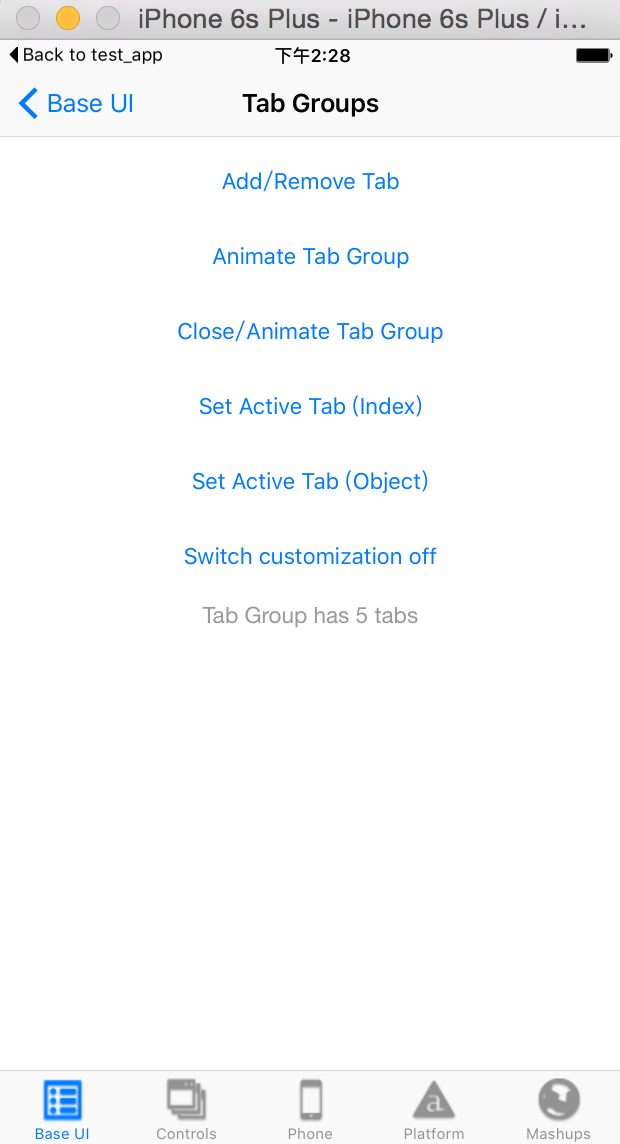 iPhone 6s Plus - iPhone 6s Plus / i...
Back to test_app 下午2:28
Base UI Tab Groups
Add/Remove Tab
Animate Tab Group
Close/Animate Tab Group
Set Active Tab (Index)
Set Active Tab (Object)
Switch customization off
Tab Group has 5 tabs
a
Base UI Controls Phone Platform Mashups